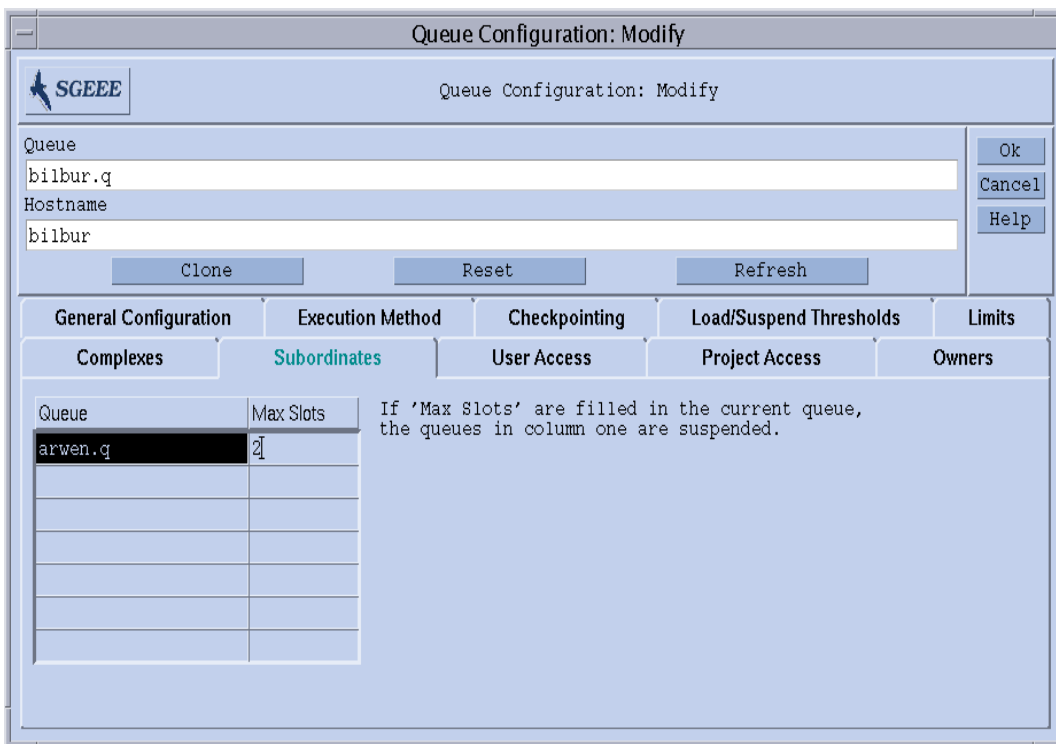 Queue Configuration: Modify
SGEEE
Queue Configuration: Modify
Queue
bilbur.q
Hostname
bilbur
Ok
Cancel
Help
Clone Reset Refresh
General Configuration Execution Method Checkpointing Load/Suspend Thresholds Limits
Complexes Subordinates User Access Project Access Owners
Queue Max Slots
arwen.q 2
If 'Max Slots' are filled in the current queue,
the queues in column one are suspended.